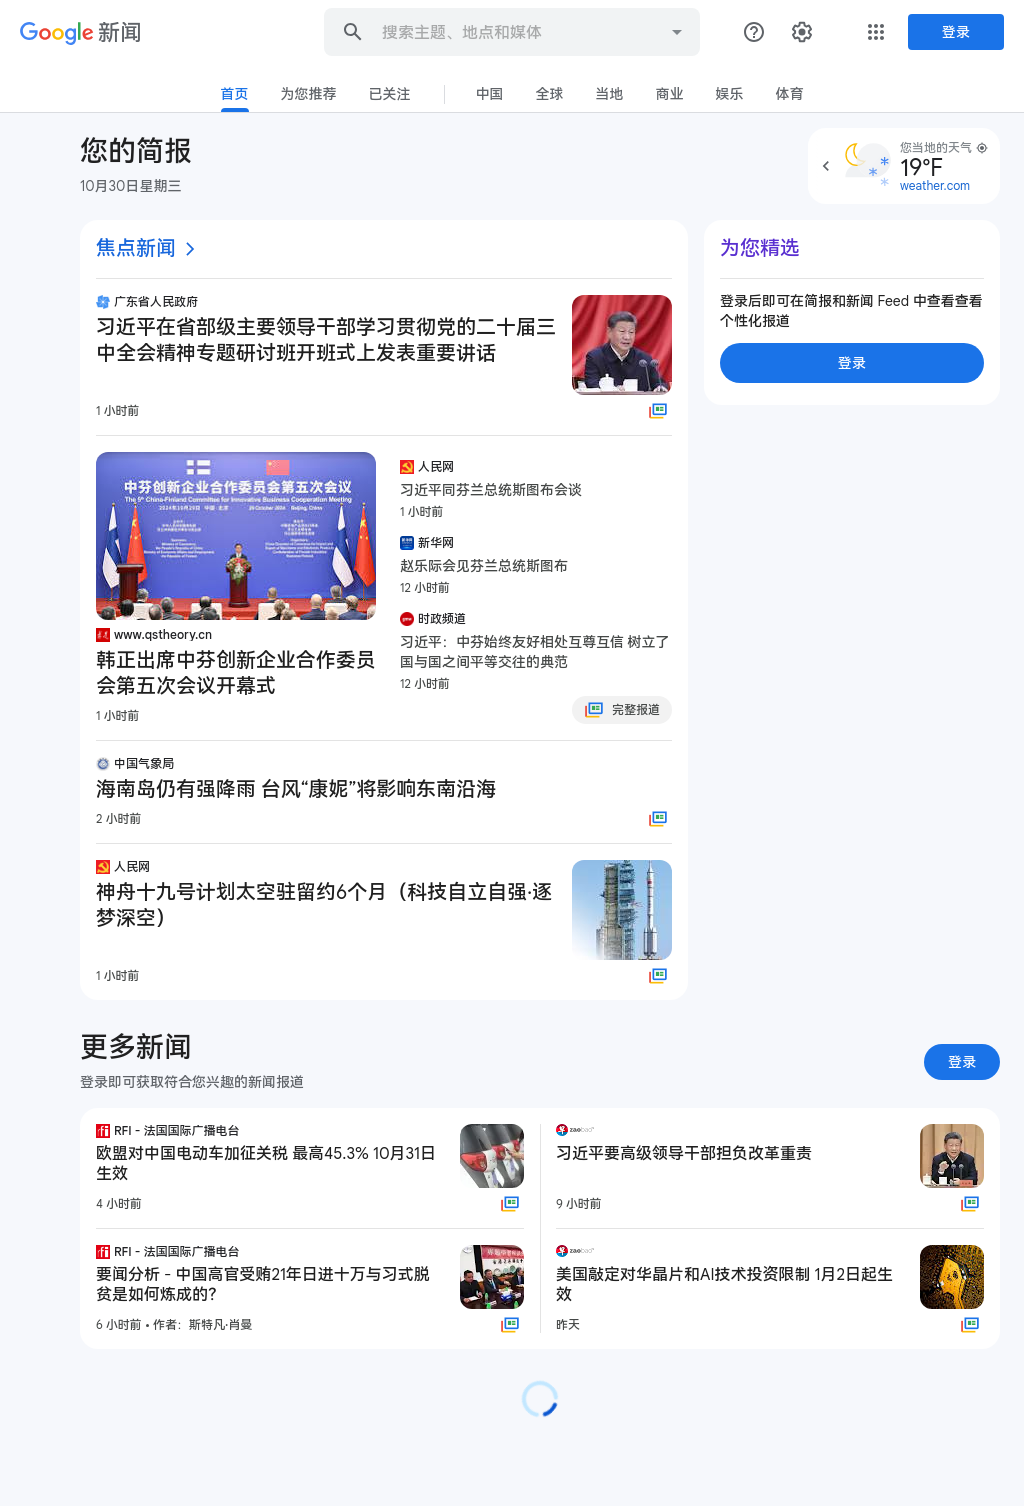 Google 新闻
搜索主题、地点和媒体
登录
首页
为您推荐
已关注
中国
全球
当地
商业
娱乐
体育
您的简报
10月30日星期三
您当地的天气
19°F
weather.com
焦点新闻
广东省人民政府
习近平在省部级主要领导干部学习贯彻党的二十届三
中全会精神专题研讨班开班式上发表重要讲话
1 小时前
为您精选
登录后即可在简报和新闻 Feed 中查看查看
个性化报道
登录
中芬创新企业合作委员会第五次会议
The 5th China-Finland Committee for Innovative Business Cooperation Meeting
www.qstheory.cn
韩正出席中芬创新企业合作委员
会第五次会议开幕式
1 小时前
人民网
习近平同芬兰总统斯图布会谈
1 小时前
新华网
赵乐际会见芬兰总统斯图布
12 小时前
时政频道
习近平：中芬始终友好相处互尊互信 树立了
国与国之间平等交往的典范
12 小时前
完整报道
中国气象局
海南岛仍有强降雨 台风“康妮”将影响东南沿海
2 小时前
人民网
神舟十九号计划太空驻留约6个月（科技自立自强·逐
梦深空）
1 小时前
更多新闻
登录即可获取符合您兴趣的新闻报道
登录
RFI - 法国国际广播电台
欧盟对中国电动车加征关税 最高45.3% 10月31日
生效
4 小时前
zaobao
习近平要高级领导干部担负改革重责
9 小时前
RFI - 法国国际广播电台
要闻分析 - 中国高官受贿21年日进十万与习式脱
贫是如何炼成的？
6 小时前 • 作者：斯特凡·肖曼
zaobao
美国敲定对华晶片和AI技术投资限制 1月2日起生
效
昨天